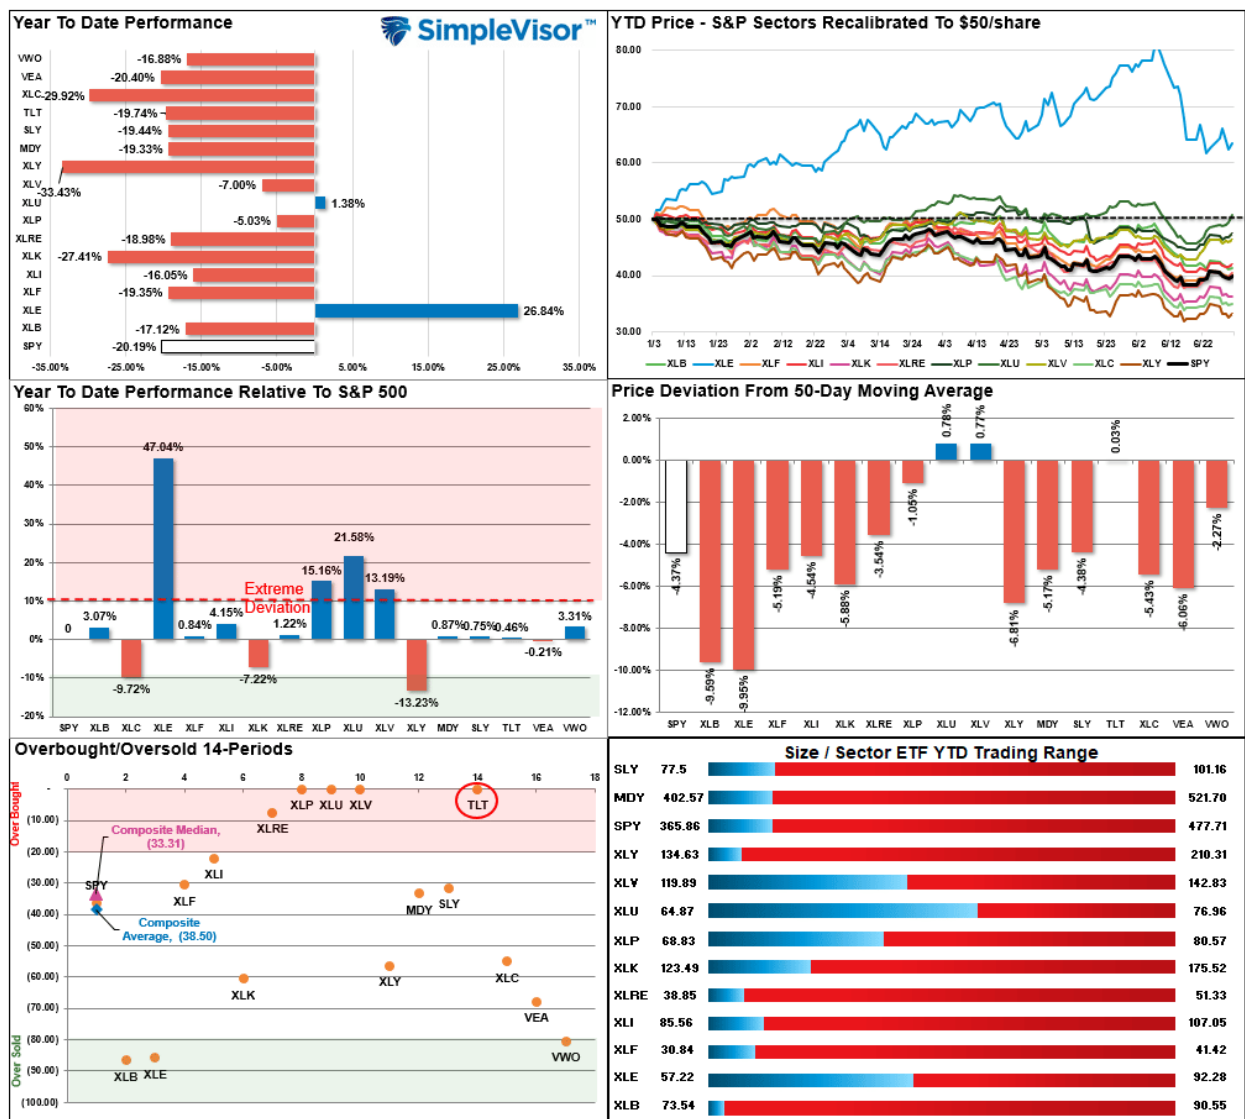 Year To Date Performance
SimpleVisor™
VWO -16.88%
VEA -20.40%
XLC -29.92%
TLT -19.74%
SLY -19.44%
MDY -19.33%
XLY -33.43%
XLV -7.00%
XLU 1.38%
XLP -5.03%
XLRE -18.98%
XLK -27.41%
XLI -16.05%
XLF -19.35%
XLE 26.84%
XLB -17.12%
SPY -20.19%
-35.00% -25.00% -15.00% -5.00% 5.00% 15.00% 25.00% 35.00%
YTD Price - S&P Sectors Recalibrated To $50/share
80.00
70.00
60.00
50.00
40.00
30.00
1/3 1/13 1/23 2/2 2/12 2/22 3/4 3/14 3/24 4/3 4/13 4/23 5/3 5/13 5/23 6/2 6/12 6/22
XLB XLE XLF XLI XLK XLRE XLP XLU XLV XLC XLY SPY
Year To Date Performance Relative To S&P 500
60%
50%
40%
30%
20%
10%
0%
-10%
-20%
0 3.07% -9.72% 47.04% 0.84% 4.15% -7.22% 1.22% 15.16% 21.58% 13.19% -13.23% 0.87% 0.75% 0.46% -0.21% 3.31%
Extreme
Deviation
SPY XLB XLC XLE XLF XLI XLK XLRE XLP XLU XLV XLY MDY SLY TLT VEA VWO
Price Deviation From 50-Day Moving Average
2.00%
0.00%
-2.00%
-4.00%
-6.00%
-8.00%
-10.00%
-12.00%
-4.37% -9.59% -9.95% -5.19% -4.54% -5.88% -3.54% -1.05% 0.78% 0.77% -6.81% -5.17% -4.38% 0.03% -5.43% -6.06% -2.27%
SPY XLB XLE XLF XLI XLK XLRE XLP XLU XLV XLY MDY SLY TLT XLC VEA VWO
Overbought/Oversold 14-Periods
0 2 4 6 8 10 12 14 16 18
-
(10.00)
(20.00)
(30.00)
(40.00)
(50.00)
(60.00)
(70.00)
(80.00)
(90.00)
(100.00)
Over Bought
Over Sold
XLP XLU XLV TLT
XLRE
Composite Median,
(33.31)
XLI
SPY
XLF
MDY SLY
Composite
Average, (38.50)
XLK
XLY
XLC
VEA
VWO
XLB XLE
Size / Sector ETF YTD Trading Range
SLY 77.5 101.16
MDY 402.57 521.70
SPY 365.86 477.71
XLY 134.63 210.31
XLV 119.89 142.83
XLU 64.87 76.96
XLP 68.83 80.57
XLK 123.49 175.52
XLRE 38.85 51.33
XLI 85.56 107.05
XLF 30.84 41.42
XLE 57.22 92.28
XLB 73.54 90.55